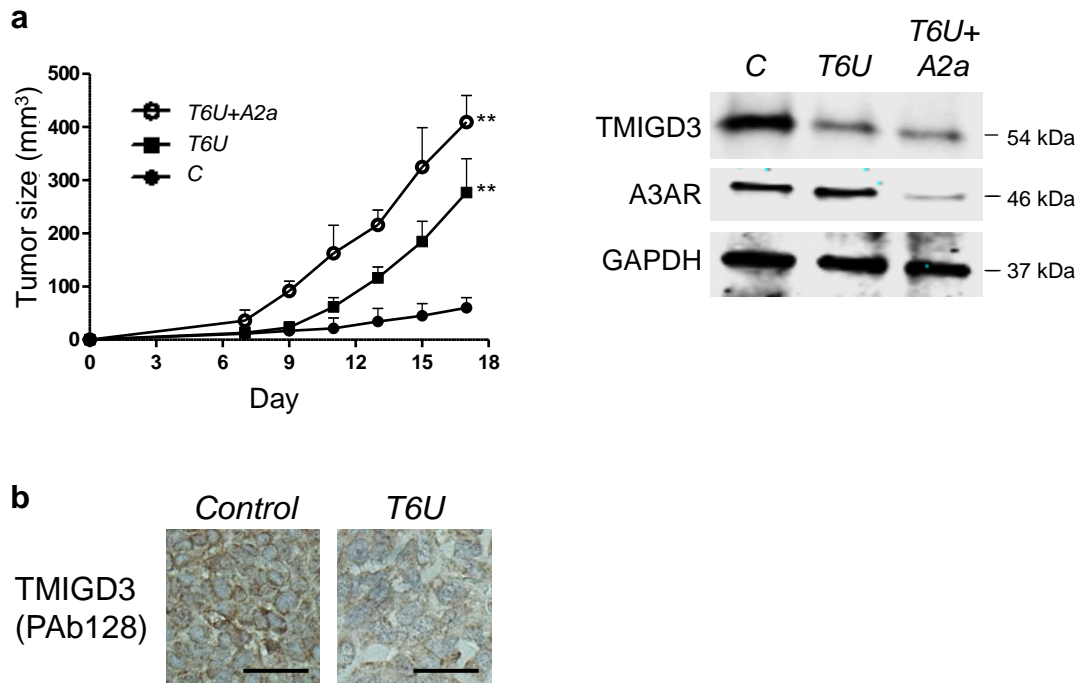 a
Tumor size (mm3)
500
400
300
200
100
0
0 3 6 9 12 15 18
Day
T6U+A2a
T6U
C
**
**
C T6U T6U+
A2a
TMIGD3
54 kDa
A3AR
46 kDa
GAPDH
37 kDa
b
Control T6U
TMIGD3
(PAb128)